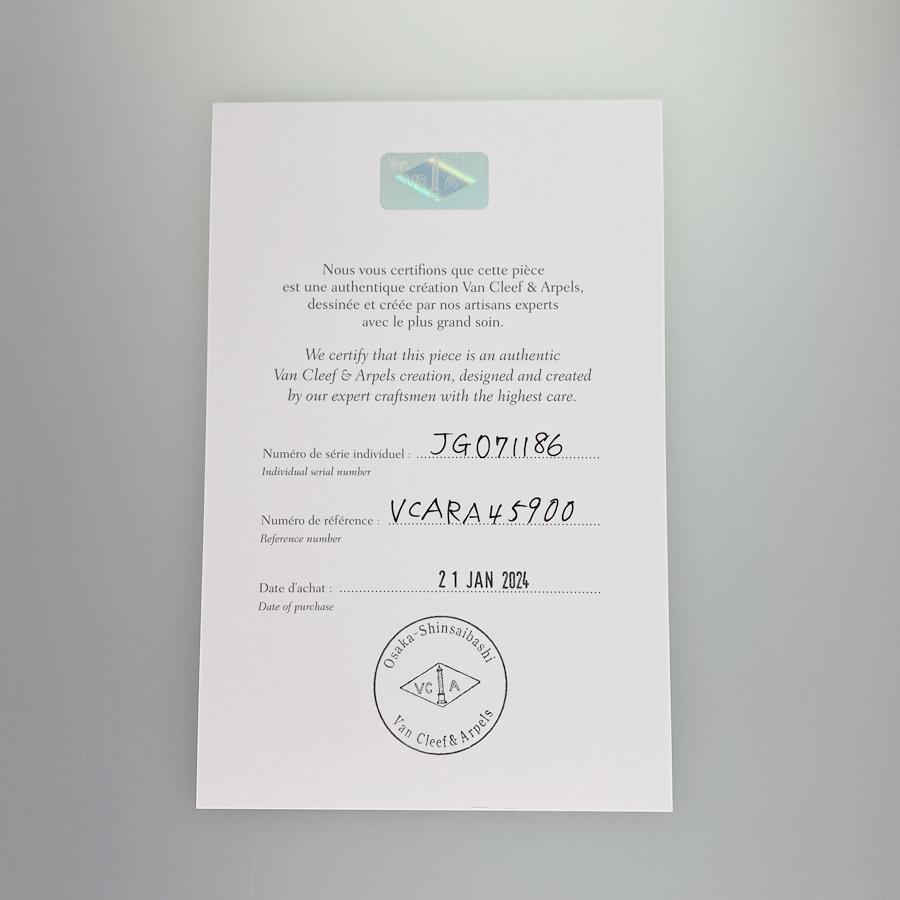 VC A
Nous vous certifions que cette pièce
est une authentique création Van Cleef & Arpels,
dessinée et créée par nos artisans experts
avec le plus grand soin.
We certify that this piece is an authentic
Van Cleef & Arpels creation, designed and created
by our expert craftsmen with the highest care.
Numéro de série individuel : JG071186
Individual serial number
Numéro de référence : VCARA45900
Reference number
Date d'achat : 21 JAN 2024
Date of purchase
Osaka-Shinsaibashi
VC A
Van Cleef & Arpels